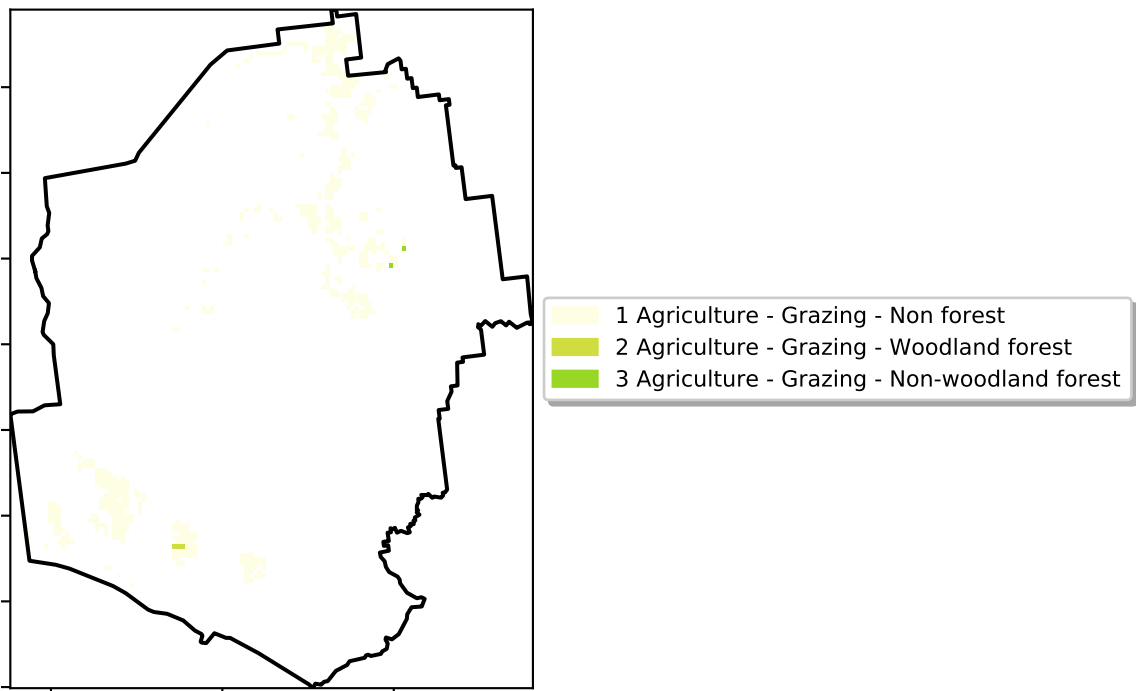 1 Agriculture - Grazing - Non forest
2 Agriculture - Grazing - Woodland forest
3 Agriculture - Grazing - Non-woodland forest